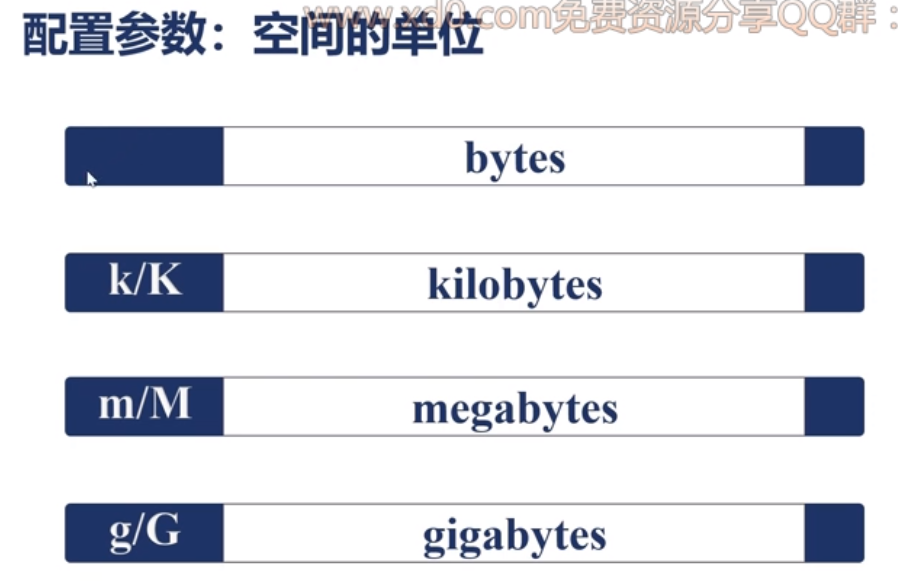 www.xd0.com免费资源分享QQ群：
配置参数：空间的单位
bytes
k/K kilobytes
m/M megabytes
g/G gigabytes